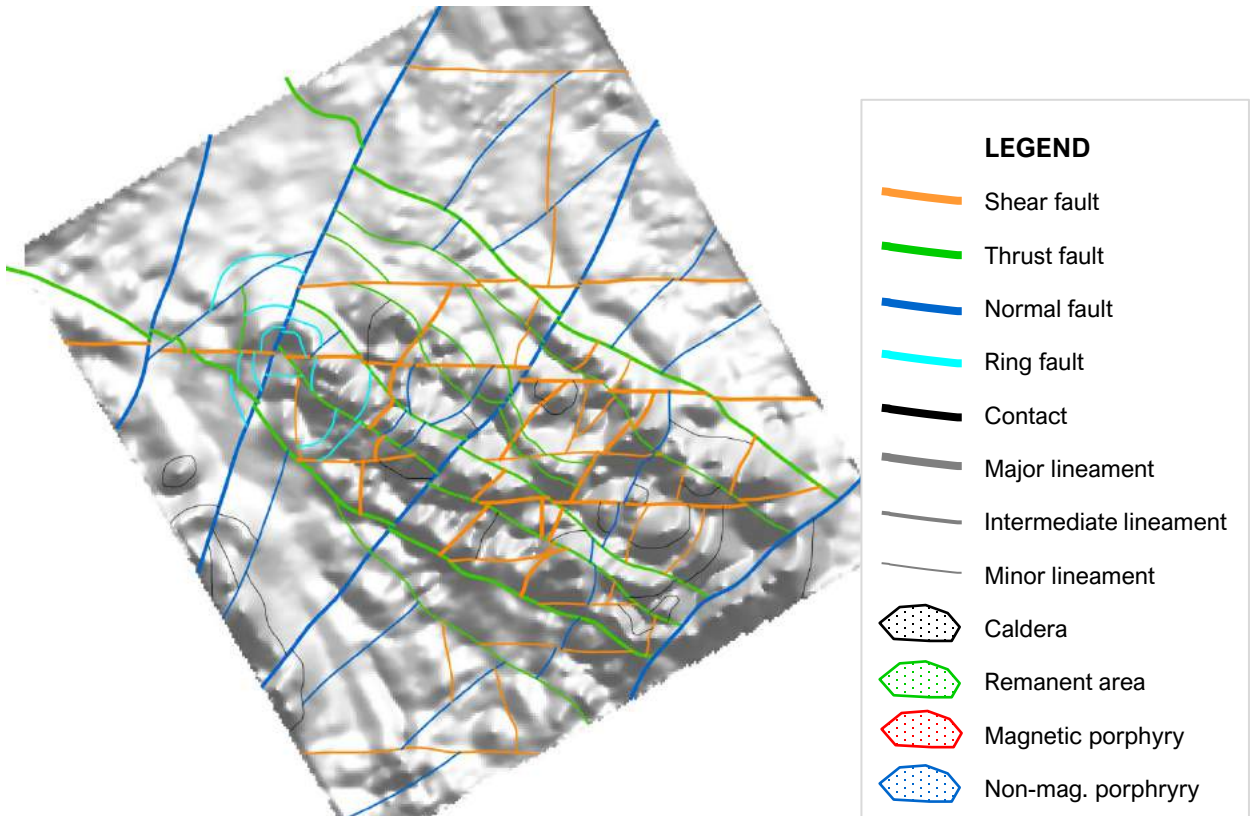 LEGEND
Shear fault
Thrust fault
Normal fault
Ring fault
Contact
Major lineament
Intermediate lineament
Minor lineament
Caldera
Remanent area
Magnetic porphyry
Non-mag. porphryry